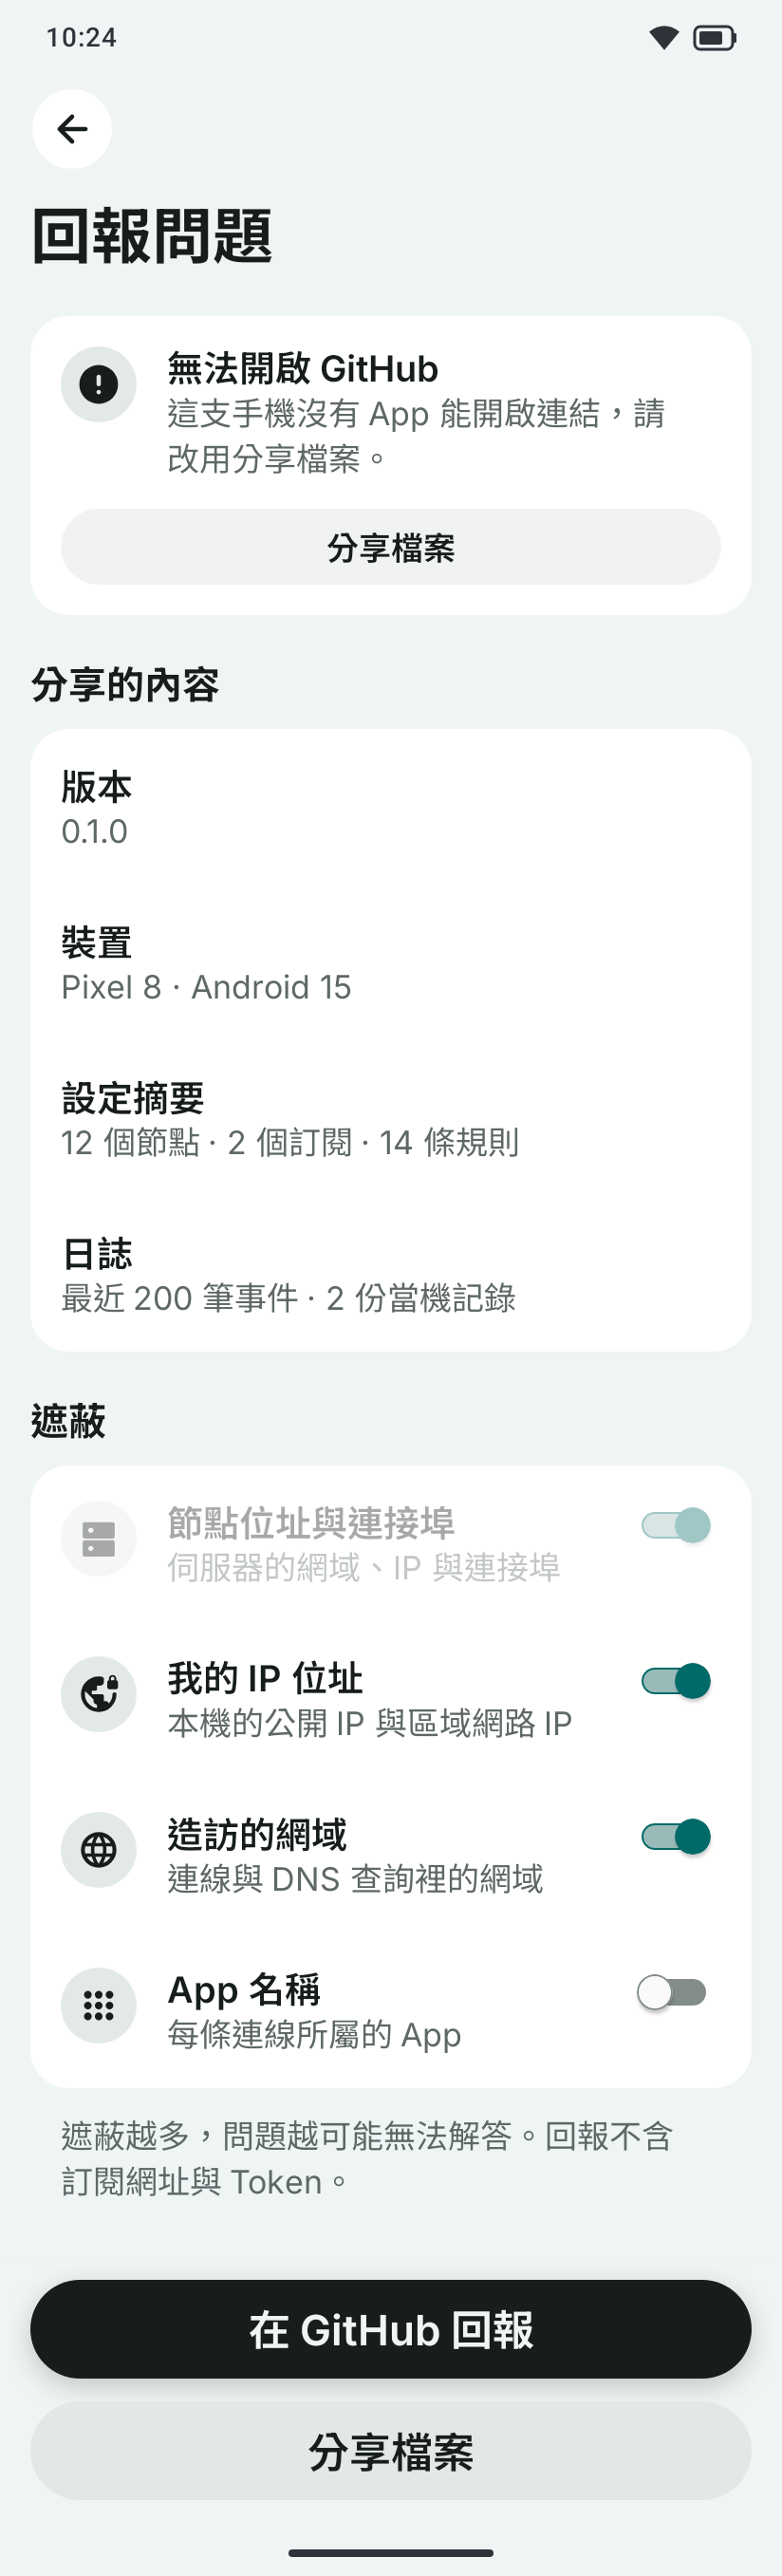 10:24
回報問題
無法開啟 GitHub
這支手機沒有 App 能開啟連結，請
改用分享檔案。
分享檔案
分享的內容
版本
0.1.0
裝置
Pixel 8 · Android 15
設定摘要
12 個節點 · 2 個訂閱 · 14 條規則
日誌
最近 200 筆事件 · 2 份當機記錄
遮蔽
節點位址與連接埠
伺服器的網域、IP 與連接埠
我的 IP 位址
本機的公開 IP 與區域網路 IP
造訪的網域
連線與 DNS 查詢裡的網域
App 名稱
每條連線所屬的 App
遮蔽越多，問題越可能無法解答。回報不含
訂閱網址與 Token。
在 GitHub 回報
分享檔案